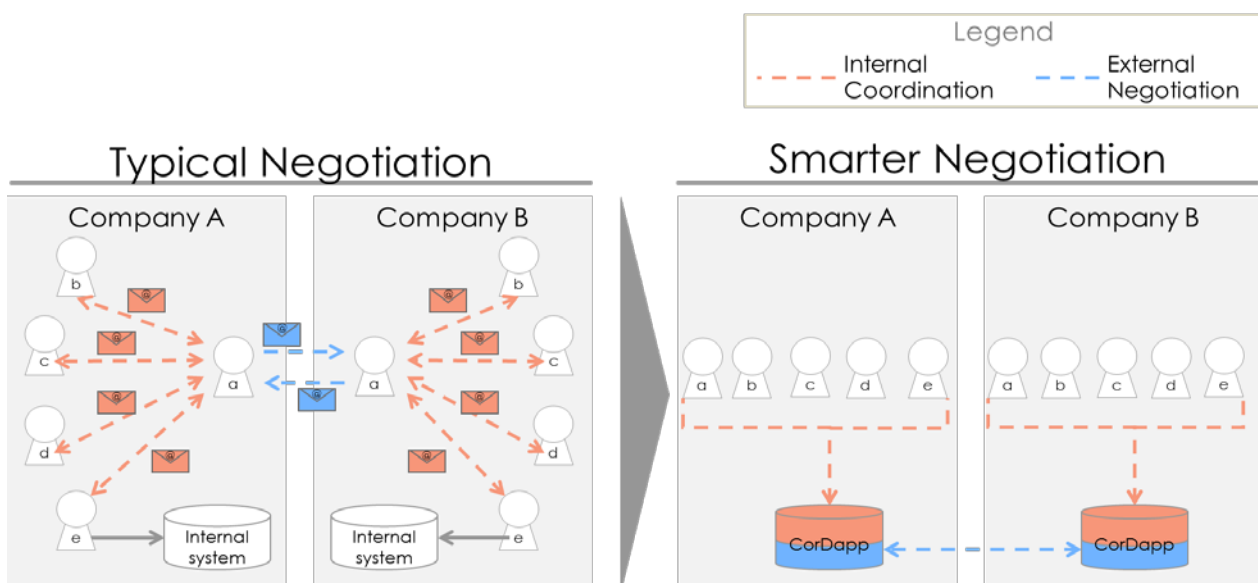 Legend
Internal
Coordination
External
Negotiation
Typical Negotiation
Company A
b
c
a
d
e
Internal
system
Company B
b
c
a
d
e
Internal
system
Smarter Negotiation
Company A
a
b
c
d
e
CorDapp
Company B
a
b
c
d
e
CorDapp
@
@
@
@
@
@
@
@
@
@